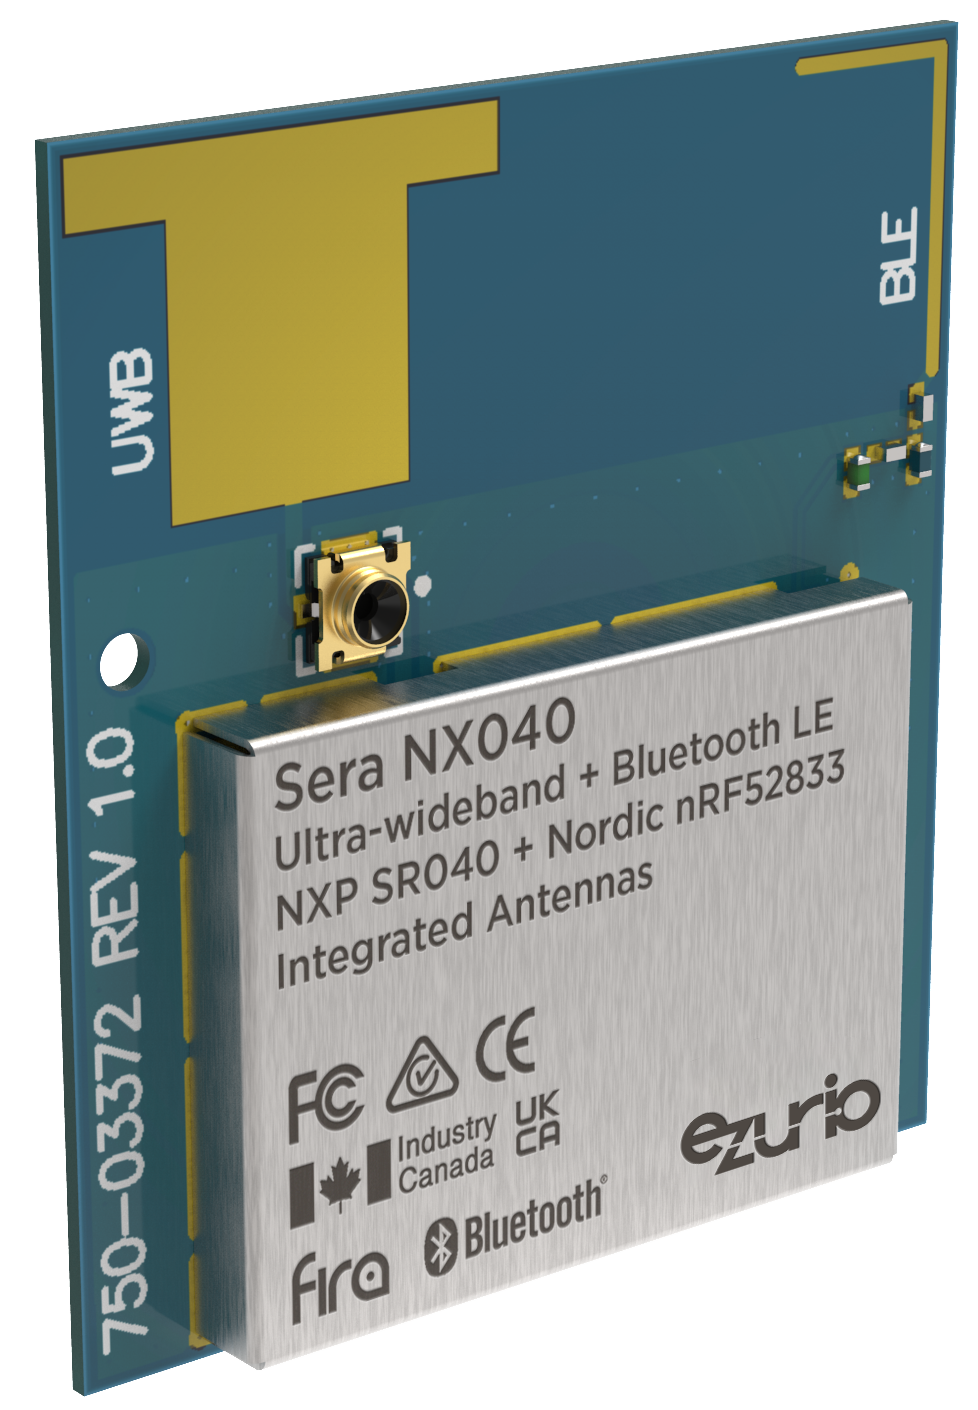 UWB
BLE
750-03372 REV 1.0
Sera NX040
Ultra-wideband + Bluetooth LE
NXP SR040 + Nordic nRF52833
Integrated Antennas
FC
CE
Industry
Canada
UK
CA
ezurio
fira
Bluetooth®